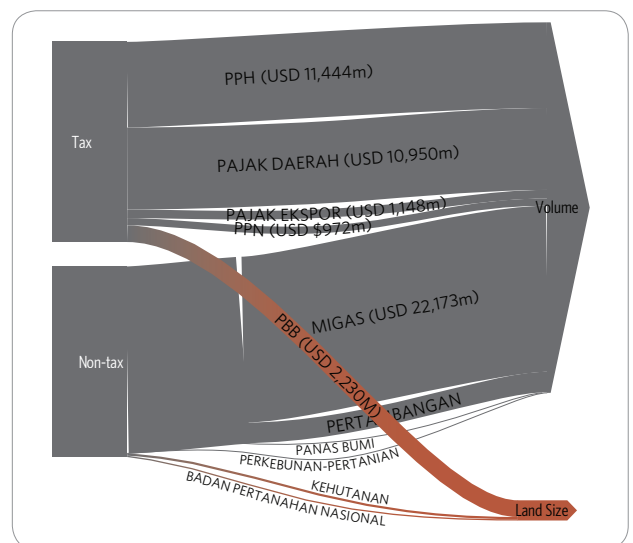 PPH (USD 11,444m)
Tax
PAJAK DAERAH (USD 10,950m)
PAJAK EKSPOR (USD 1,148m)
Volume
PPN (USD $972m)
MIGAS (USD 22,173m)
PBB (USD 2,230M)
Non-tax
PERTAMBANGAN
PANAS BUMI
PERKEBUNAN-PERTANIAN
KEHUTANAN
BADAN PERTANAHAN NASIONAL
Land Size